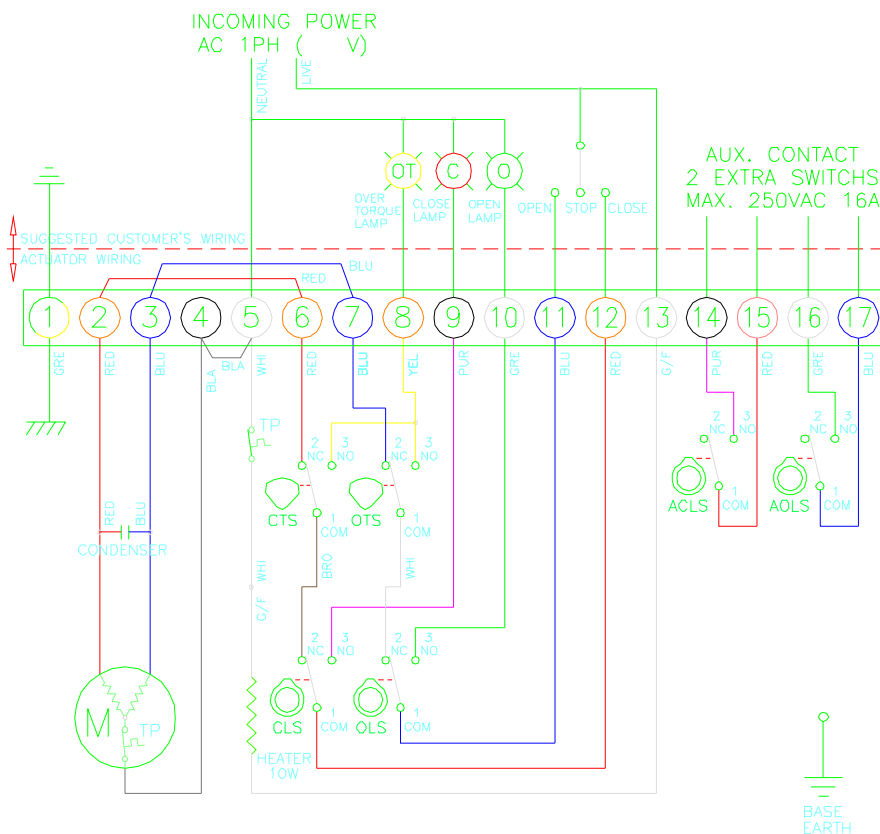 INCOMING POWER
AC 1PH ( V)
NEUTRAL
LIVE
OT
C
O
OVER
TORQUE
LAMP
CLOSE
LAMP
OPEN
LAMP
OPEN
STOP
CLOSE
AUX. CONTACT
2 EXTRA SWITCHS
MAX. 250VAC 16A
SUGGESTED CUSTOMER'S WIRING
ACTUATOR WIRING
RED
BLU
1
2
3
4
5
6
7
8
9
10
11
12
13
14
15
16
17
GRE
RED
BLU
BLA
BLA
WHI
RED
BLU
YEL
PUR
GRE
BLU
RED
G/F
PUR
RED
GRE
BLU
TP
2
NC
3
NO
2
NC
3
NO
2
NC
3
NO
2
NC
3
NO
CTS
1
COM
OTS
1
COM
ACLS
1
COM
AOLS
1
COM
RED
BLU
CONDENSER
WHI
G/F
BRO
WHI
2
NC
3
NO
2
NC
3
NO
CLS
1
COM
OLS
1
COM
M
TP
HEATER
10W
BASE
EARTH